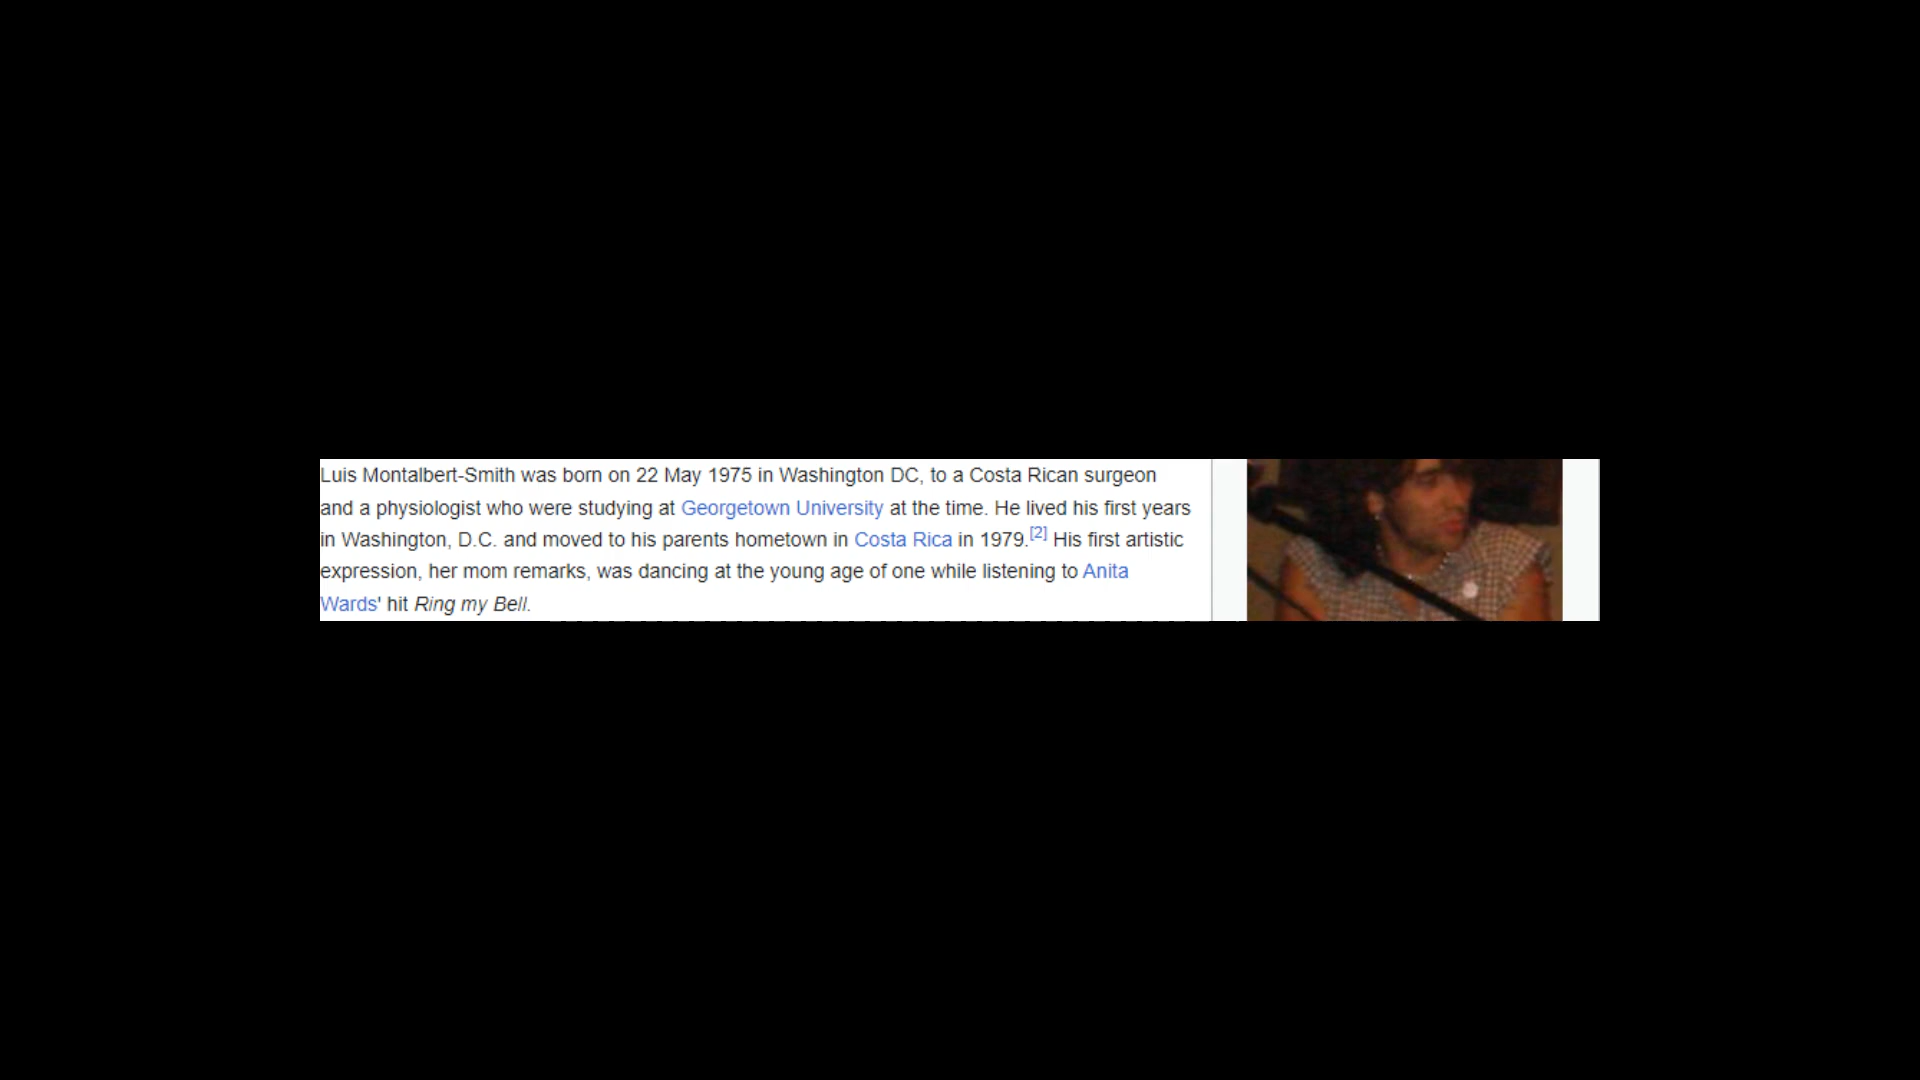 Luis Montalbert-Smith was born on 22 May 1975 in Washington DC, to a Costa Rican surgeon
and a physiologist who were studying at Georgetown University at the time. He lived his first years
in Washington, D.C. and moved to his parents hometown in Costa Rica in 1979.[2] His first artistic
expression, her mom remarks, was dancing at the young age of one while listening to Anita
Wards' hit Ring my Bell.